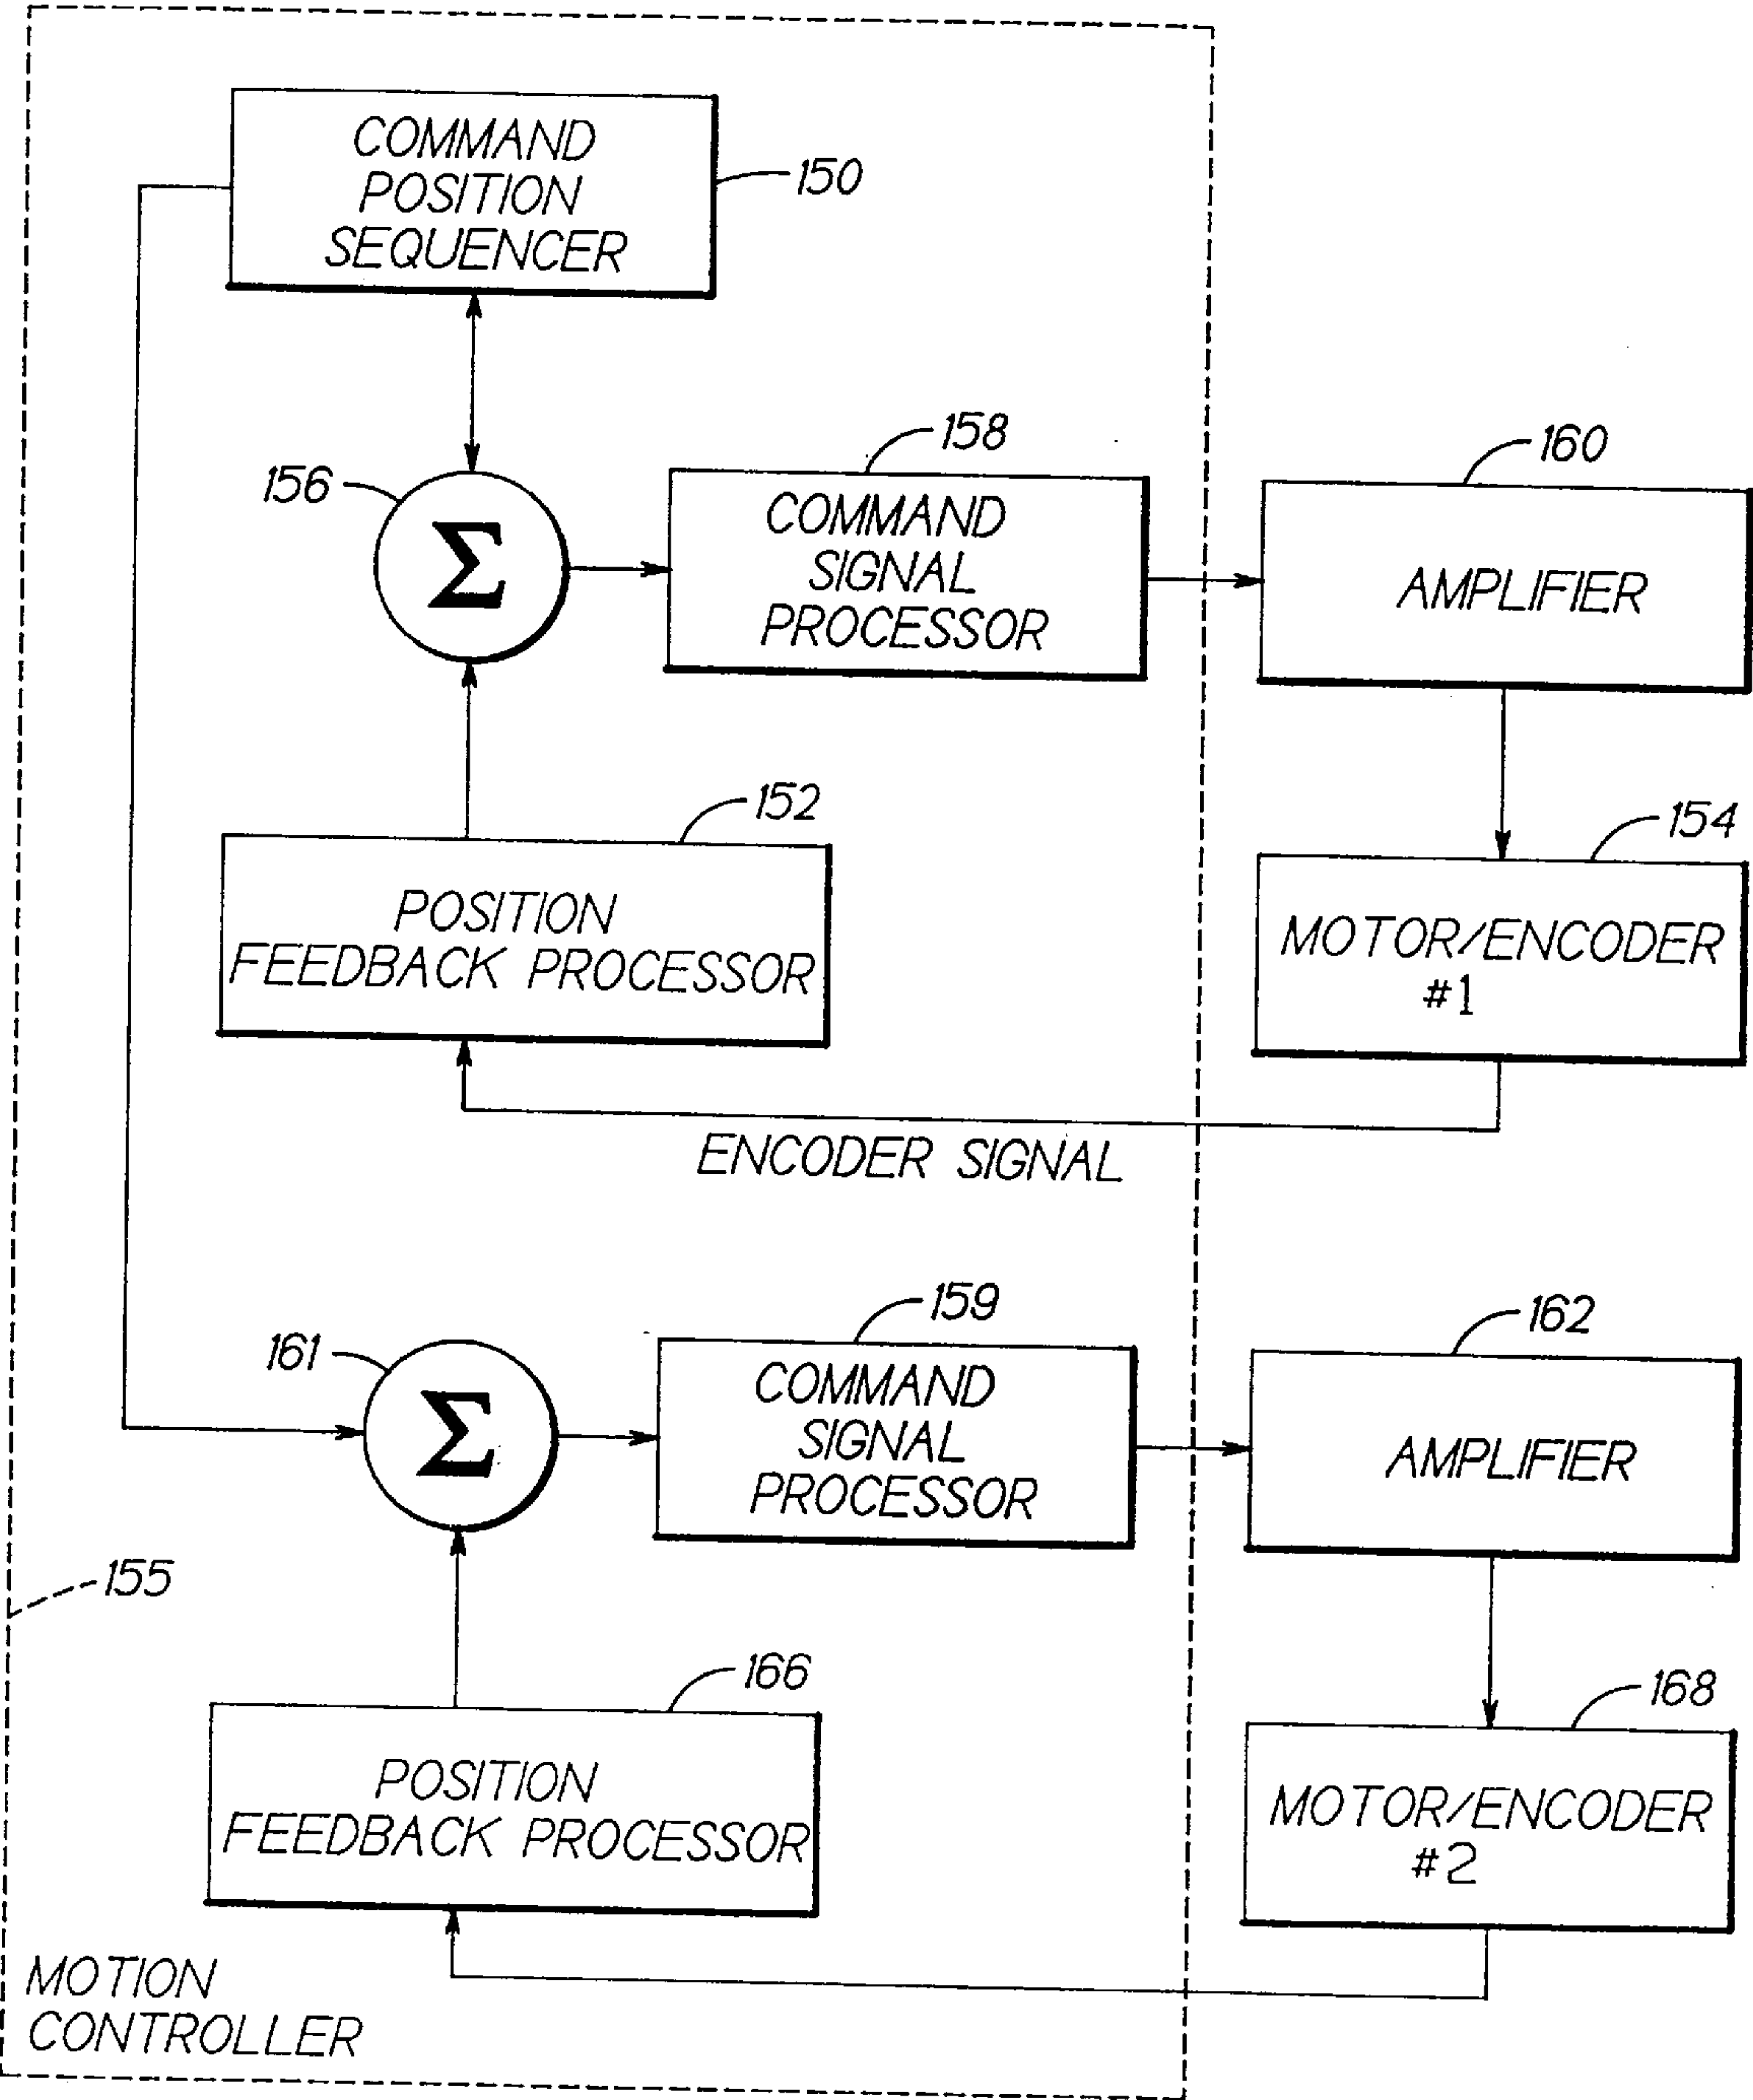 COMMAND
POSITION
SEQUENCER
150
156
Σ
158
COMMAND
SIGNAL
PROCESSOR
160
AMPLIFIER
152
POSITION
FEEDBACK PROCESSOR
154
MOTOR/ENCODER
#1
ENCODER SIGNAL
161
Σ
159
COMMAND
SIGNAL
PROCESSOR
162
AMPLIFIER
155
166
POSITION
FEEDBACK PROCESSOR
168
MOTOR/ENCODER
#2
MOTION
CONTROLLER